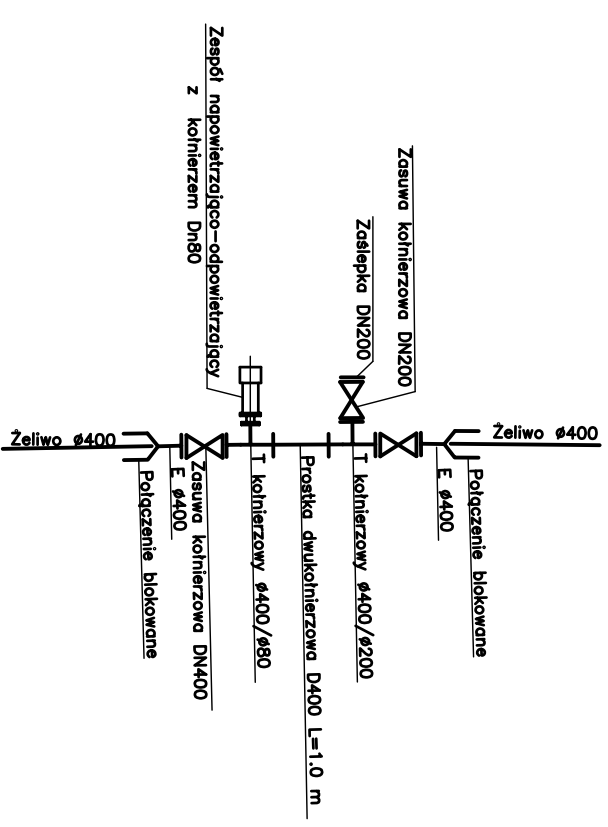 Zespół napowietrzająco-odpowietrzający
z kołnierzem Dn80
Zasuwa kołnierzowa DN200
Zaslepka DN200
Żeliwo ø400
Żeliwo ø400
Połączenie blokowane
E ø400
Zasuwa kołnierzowa DN400
T kołnierzowy ø400/ø80
Prostka dwukołnierzowa D400 L=1.0 m
T kołnierzowy ø400/ø200
E ø400
Połączenie blokowane